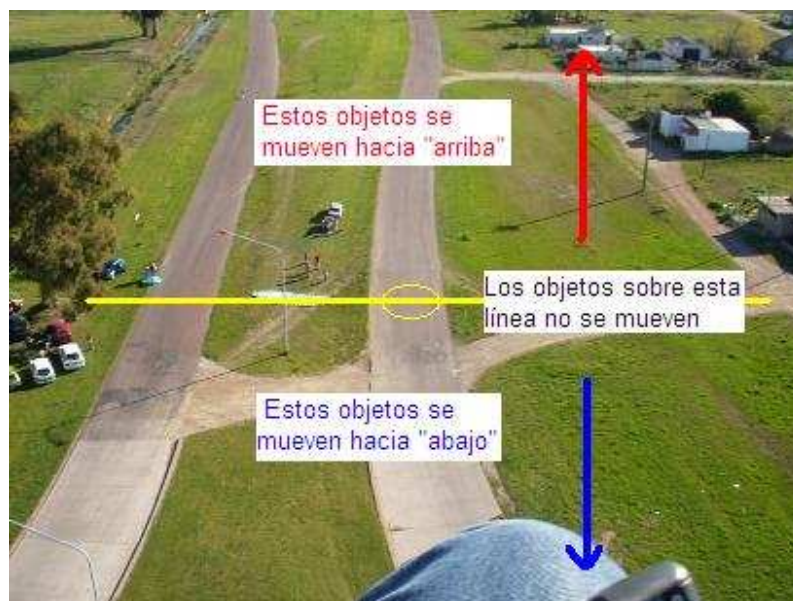 Estos objetos se
mueven hacia "arriba"
Los objetos sobre esta
línea no se mueven
Estos objetos se
mueven hacia "abajo"